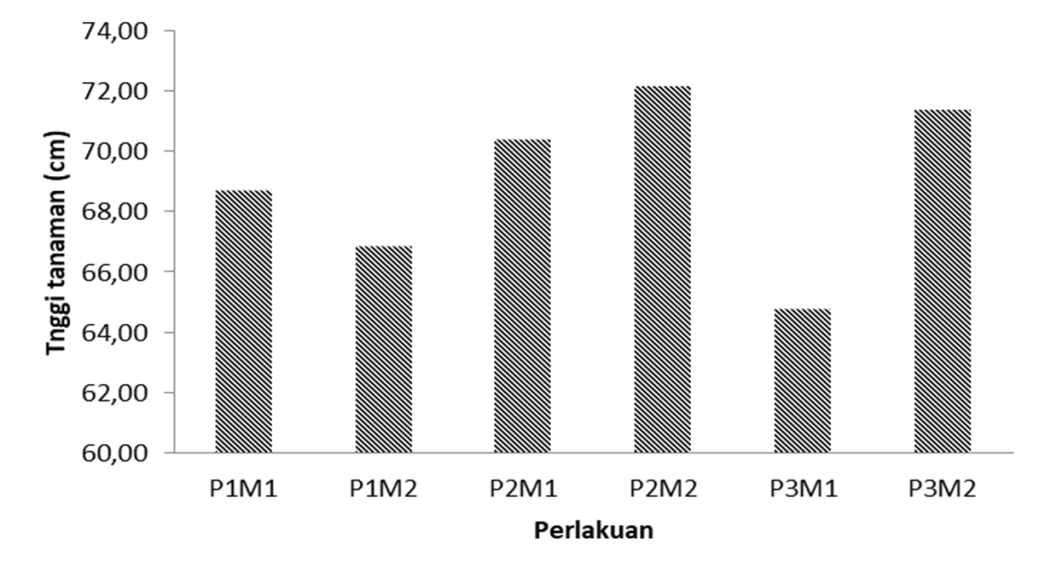 74,00
72,00
70,00
68,00
66,00
64,00
62,00
60,00
Tnggi tanaman (cm)
P1M1 P1M2 P2M1 P2M2 P3M1 P3M2
Perlakuan